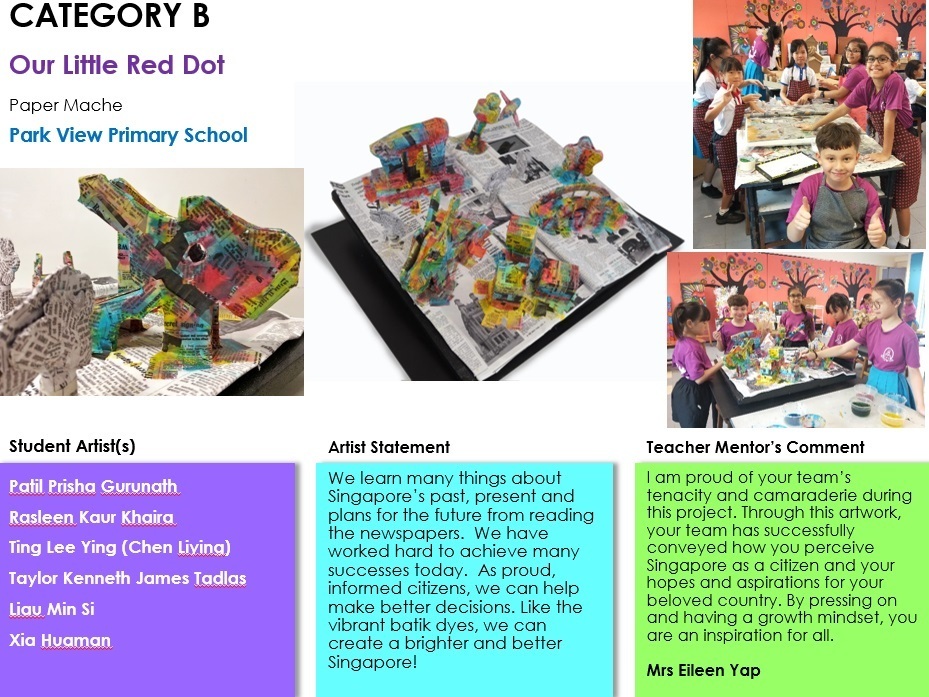 CATEGORY B
Our Little Red Dot
Paper Mache
Park View Primary School
Student Artist(s)
Patil Prisha Gurunath
Rasleen Kaur Khaira
Ting Lee Ying (Chen Liying)
Taylor Kenneth James Tadlas
Liau Min Si
Xia Huaman
Artist Statement
We learn many things about
Singapore’s past, present and
plans for the future from reading
the newspapers.  We have
worked hard to achieve many
successes today.  As proud,
informed citizens, we can help
make better decisions. Like the
vibrant batik dyes, we can
create a brighter and better
Singapore!
Teacher Mentor’s Comment
I am proud of your team’s
tenacity and camaraderie during
this project. Through this artwork,
your team has successfully
conveyed how you perceive
Singapore as a citizen and your
hopes and aspirations for your
beloved country. By pressing on
and having a growth mindset, you
are an inspiration for all.
Mrs Eileen Yap